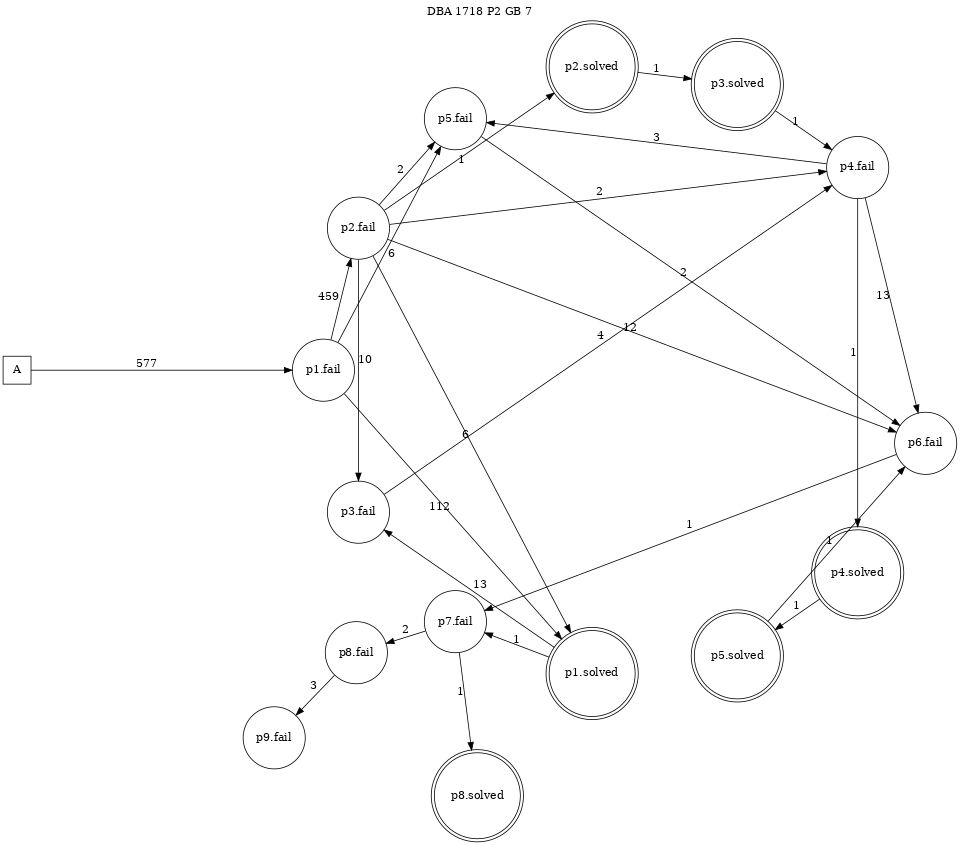 DBA 1718 P2 GB 7
p2.solved
1
p3.solved
p5.fail
1
3
p4.fail
2
1
2
p2.fail
6
2
13
459
12
4
1
577
10
A
p1.fail
6
p6.fail
112
p3.fail
1
1
p4.solved
13
1
p7.fail
2
1
p8.fail
p5.solved
p1.solved
3
1
p9.fail
p8.solved